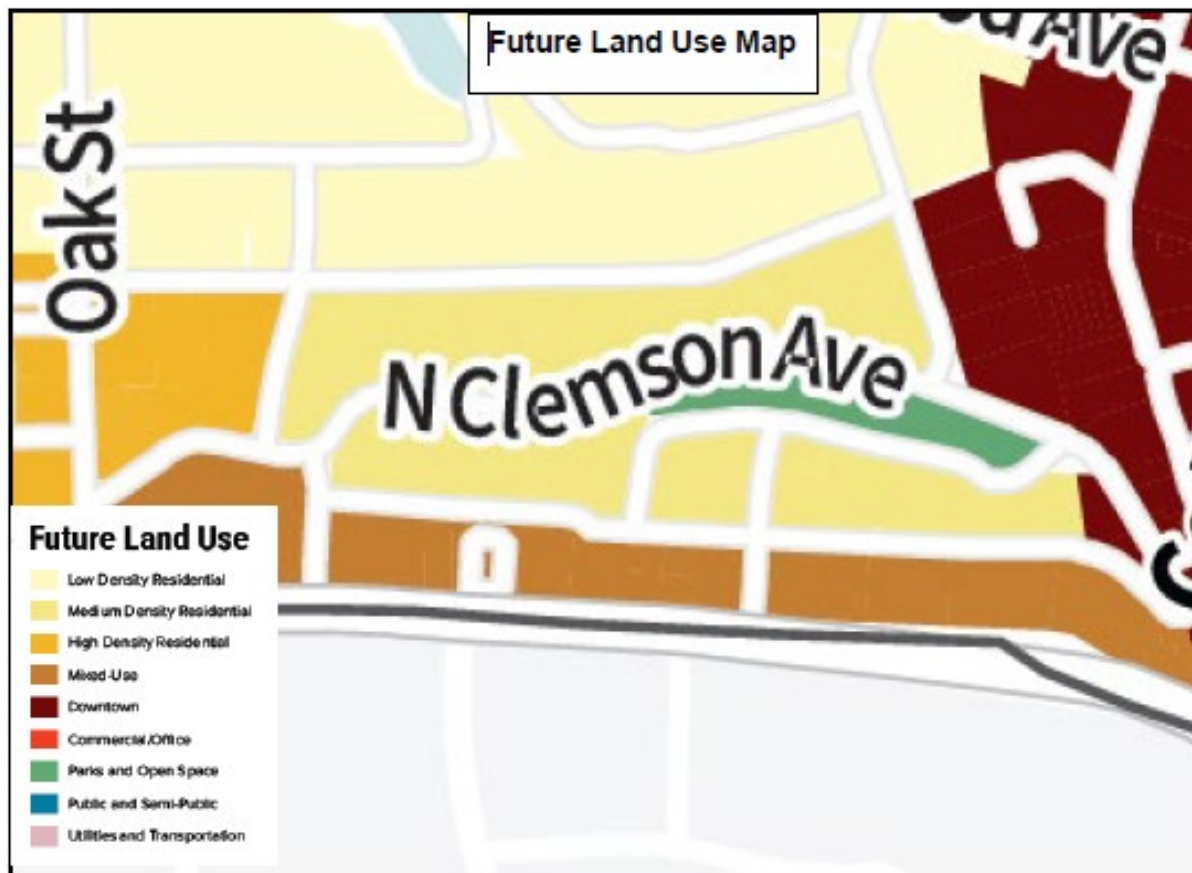 Future Land Use Map
Ave
Oak St
N Clemson Ave
Future Land Use
Low Density Residential
Medium Density Residential
High Density Residential
Mixed-Use
Downtown
Commercial/Office
Parks and Open Space
Public and Semi-Public
Utilities and Transportation